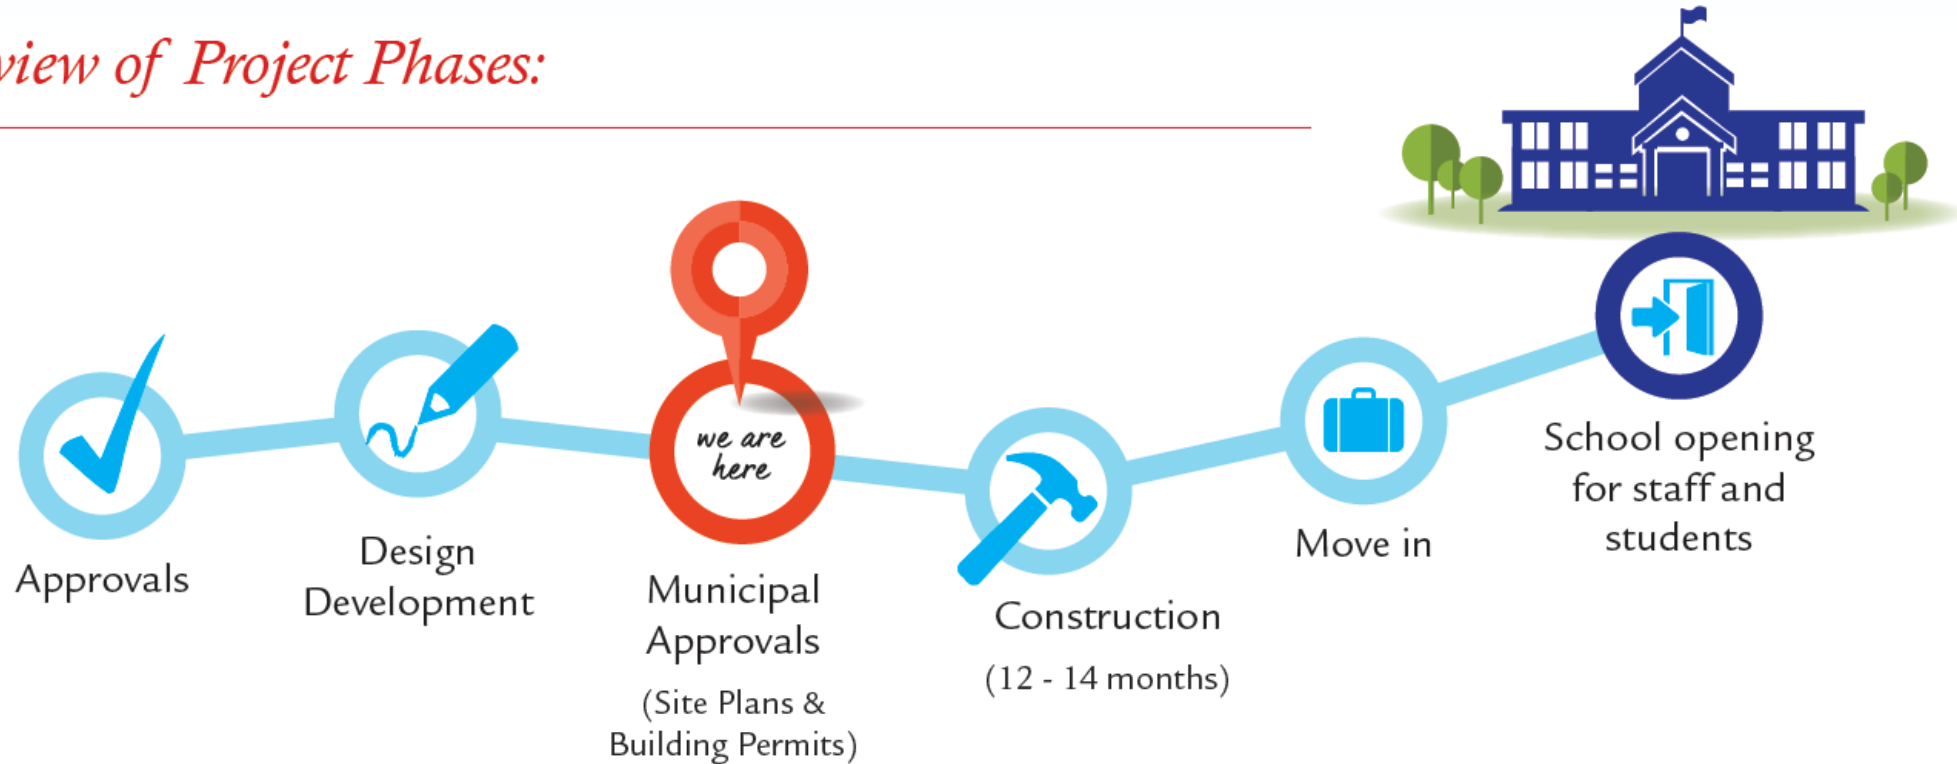 view of Project Phases:
we are
here
Approvals
Design
Development
Municipal
Approvals
(Site Plans &
Building Permits)
Construction
(12 - 14 months)
Move in
School opening
for staff and
students